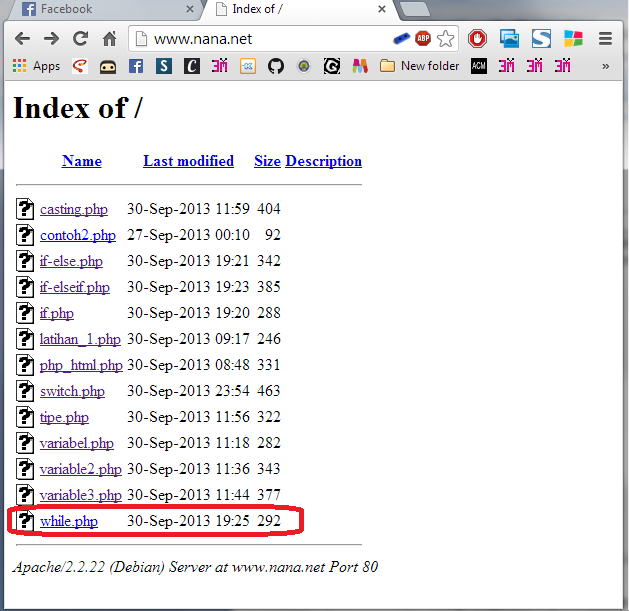 Facebook
Index of /
www.nana.net
ABP
Apps
New folder
ACM
Index of /
Name Last modified Size Description
casting.php 30-Sep-2013 11:59 404
contoh2.php 27-Sep-2013 00:10 92
if-else.php 30-Sep-2013 19:21 342
if-elseif.php 30-Sep-2013 19:23 385
if.php 30-Sep-2013 19:20 288
latihan_1.php 30-Sep-2013 09:17 246
php_html.php 30-Sep-2013 08:48 331
switch.php 30-Sep-2013 23:54 463
tipe.php 30-Sep-2013 11:56 322
variabel.php 30-Sep-2013 11:18 282
variable2.php 30-Sep-2013 11:36 343
variable3.php 30-Sep-2013 11:44 377
while.php 30-Sep-2013 19:25 292
Apache/2.2.22 (Debian) Server at www.nana.net Port 80